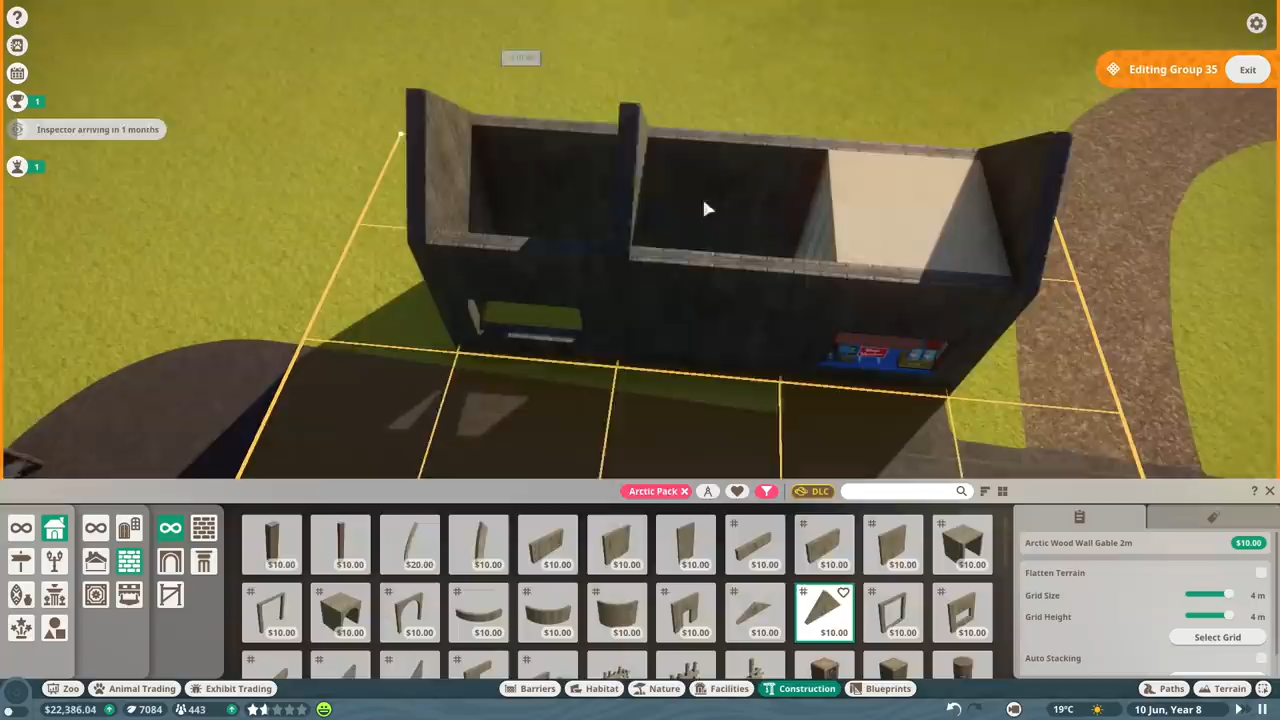 ?
Editing Group 35
Exit
1
Inspector arriving in 1 months
1
Arctic Pack ×
DLC
? ×
$10.00 $10.00 $20.00 $10.00 $10.00 $10.00 $10.00 $10.00 $10.00 $10.00 $10.00
$10.00 $10.00 $10.00 $10.00 $10.00 $10.00 $10.00 $10.00 $10.00 $10.00 $10.00
Arctic Wood Wall Gable 2m $10.00
Flatten Terrain
Grid Size 4 m
Grid Height 4 m
Select Grid
Auto Stacking
Zoo Animal Trading Exhibit Trading Barriers Habitat Nature Facilities Construction Blueprints Paths Terrain
$22,386.04 7084 443 19°C 10 Jun, Year 8